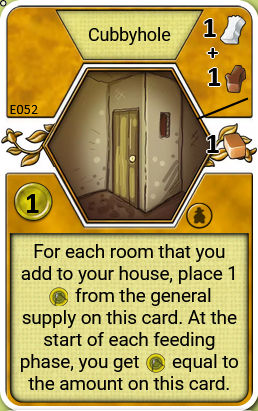 Cubbyhole
1
+
1
E052
1
1
For each room that you
add to your house, place 1
from the general
supply on this card. At the
start of each feeding
phase, you get equal to
the amount on this card.